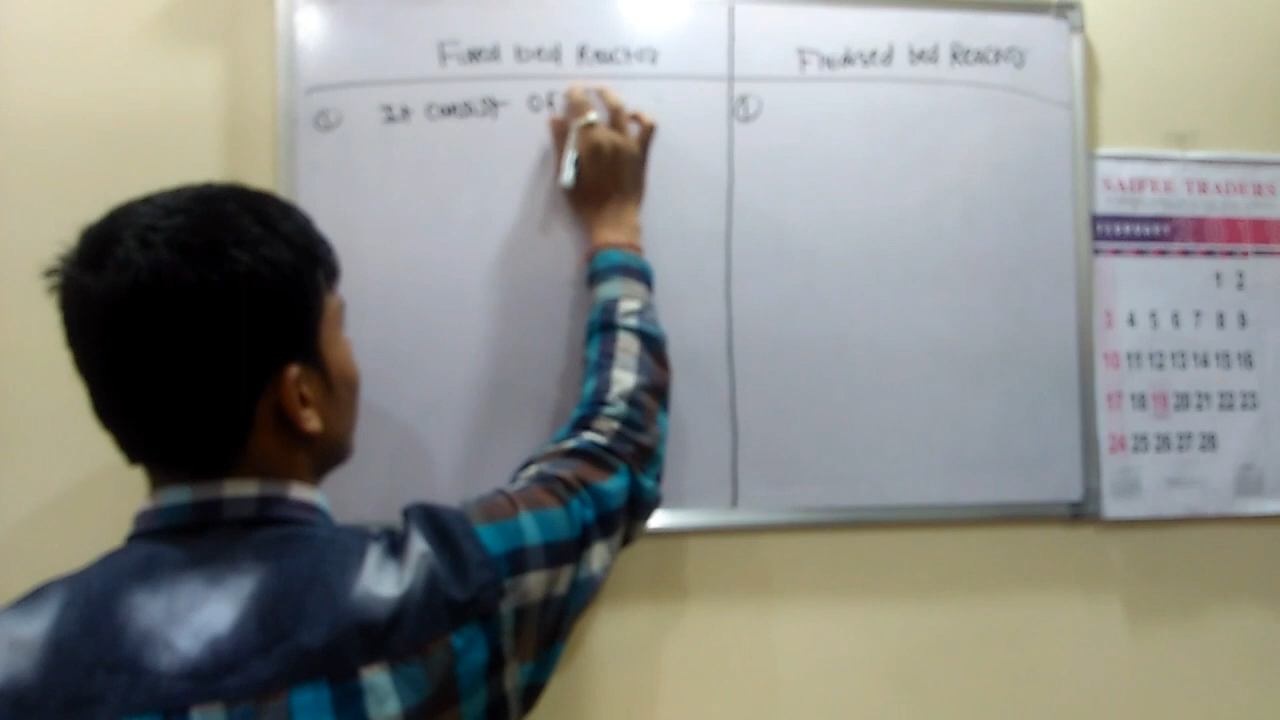 Fixed bed Reactor
Fluidised bed Reactor
① It consist of
①
SAIFEE TRADERS
FEBRUARY
1 2
3 4 5 6 7 8 9
10 11 12 13 14 15 16
17 18 19 20 21 22 23
24 25 26 27 28